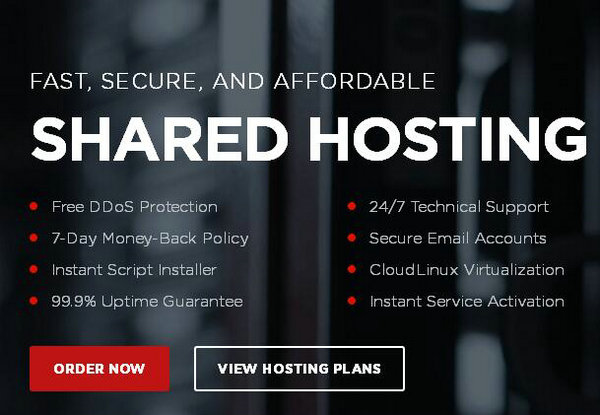 FAST, SECURE, AND AFFORDABLE
SHARED HOSTING
Free DDoS Protection
7-Day Money-Back Policy
Instant Script Installer
99.9% Uptime Guarantee
24/7 Technical Support
Secure Email Accounts
CloudLinux Virtualization
Instant Service Activation
ORDER NOW
VIEW HOSTING PLANS